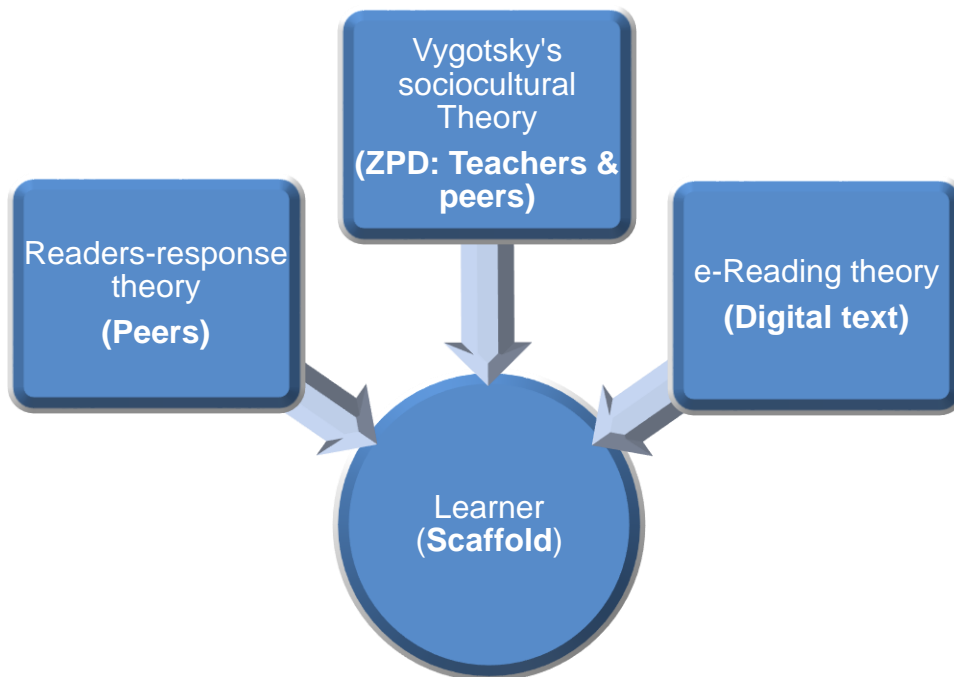 Vygotsky's
sociocultural
Theory
(ZPD: Teachers &
peers)
Readers-response
theory
(Peers)
e-Reading theory
(Digital text)
Learner
(Scaffold)